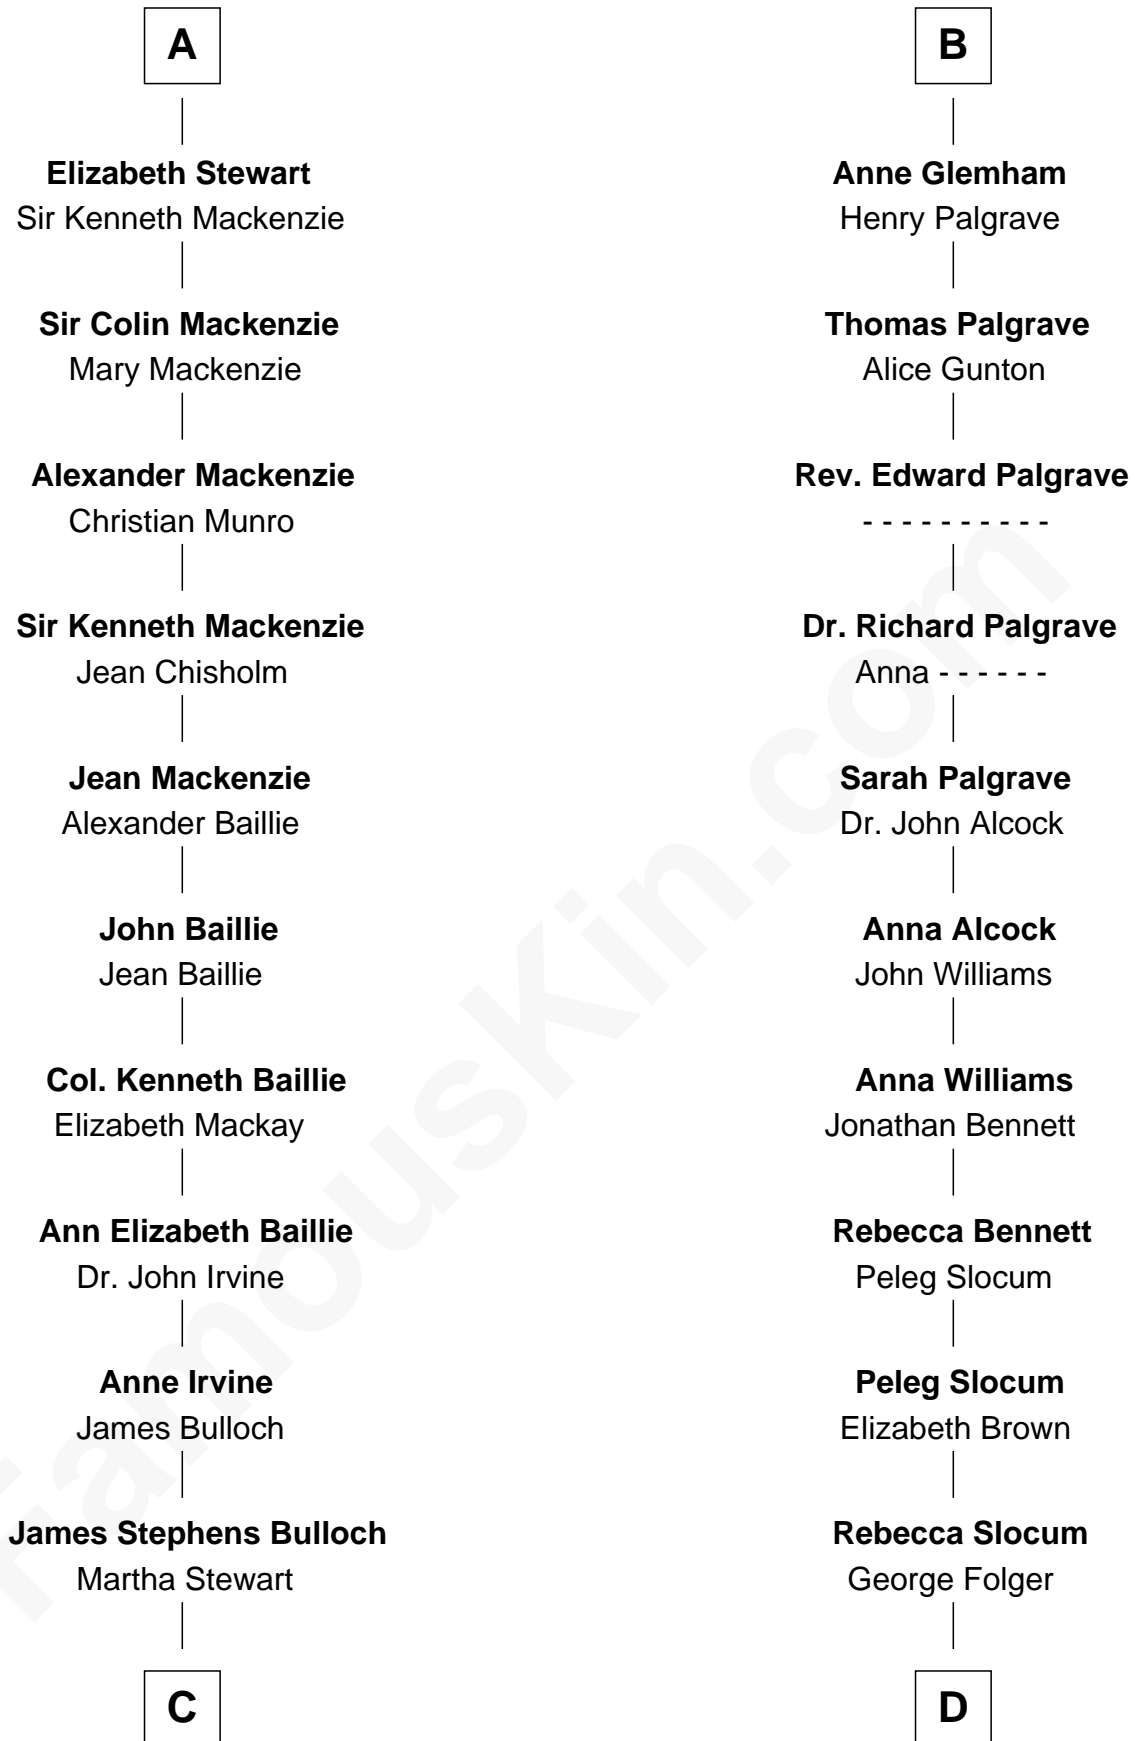 A
Elizabeth Stewart
Sir Kenneth Mackenzie
Sir Colin Mackenzie
Mary Mackenzie
Alexander Mackenzie
Christian Munro
Sir Kenneth Mackenzie
Jean Chisholm
Jean Mackenzie
Alexander Baillie
John Baillie
Jean Baillie
Col. Kenneth Baillie
Elizabeth Mackay
Ann Elizabeth Baillie
Dr. John Irvine
Anne Irvine
James Bulloch
James Stephens Bulloch
Martha Stewart
C
B
Anne Glemham
Henry Palgrave
Thomas Palgrave
Alice Gunton
Rev. Edward Palgrave
- - - - - - - - - -
Dr. Richard Palgrave
Anna - - - - - -
Sarah Palgrave
Dr. John Alcock
Anna Alcock
John Williams
Anna Williams
Jonathan Bennett
Rebecca Bennett
Peleg Slocum
Peleg Slocum
Elizabeth Brown
Rebecca Slocum
George Folger
D
FamousKin.com